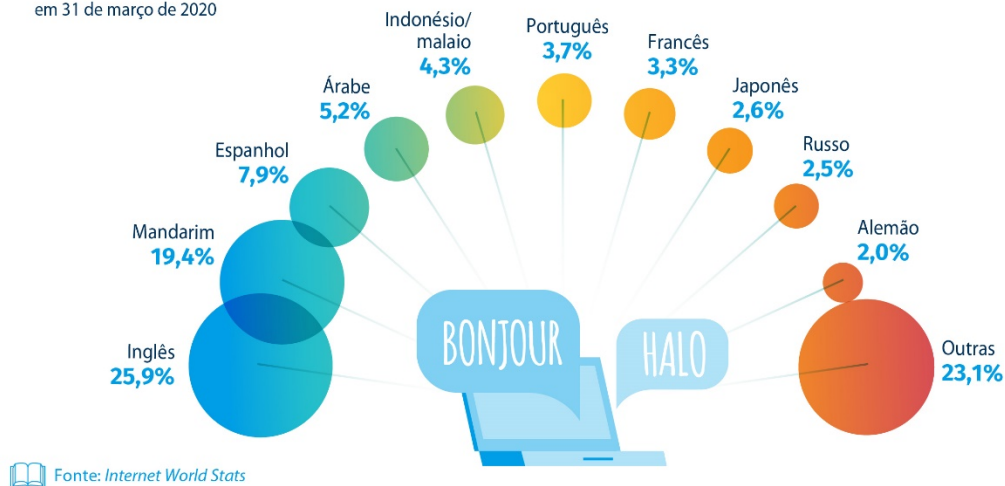 em 31 de março de 2020
Inglês
25,9%
Mandarim
19,4%
Espanhol
7,9%
Árabe
5,2%
Indonésio/
malaio
4,3%
Português
3,7%
Francês
3,3%
Japonês
2,6%
Russo
2,5%
Alemão
2,0%
Outras
23,1%
BONJOUR
HALO
Fonte: Internet World Stats